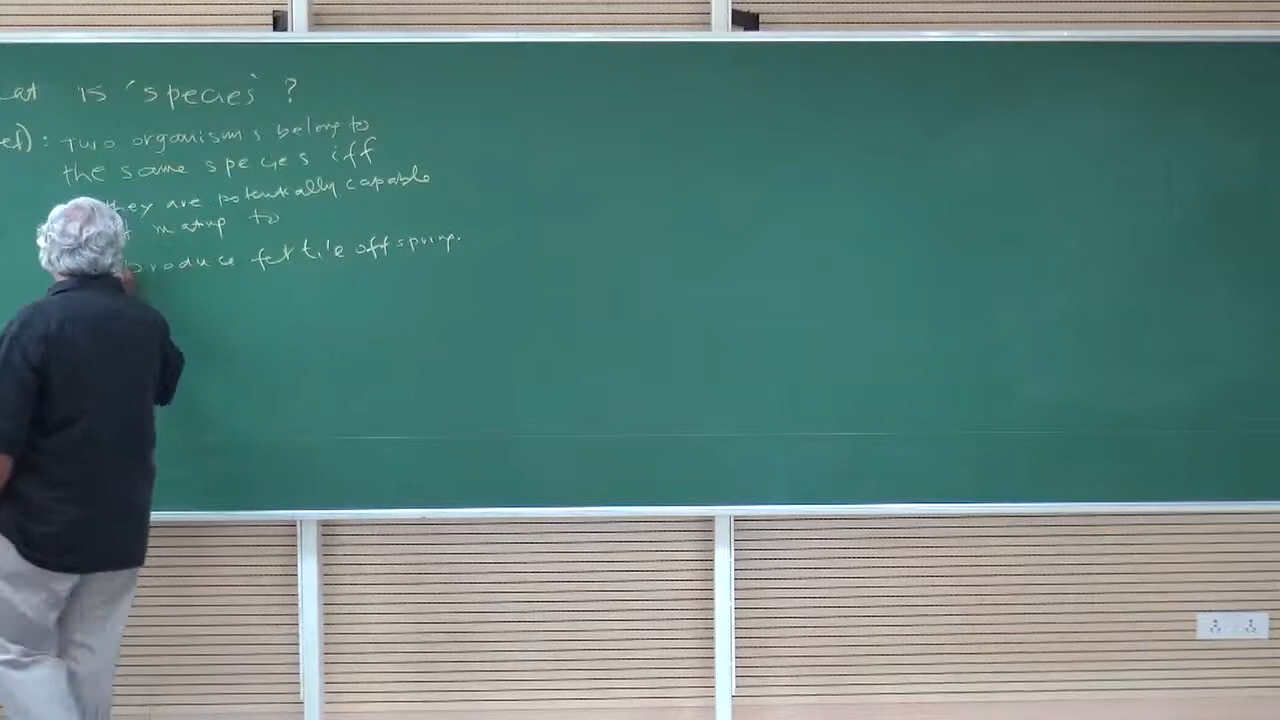 at is 'species' ?
ef) : Two organisms belong to
the same species iff
they are potentially capable
mating to
produce fertile offspring.